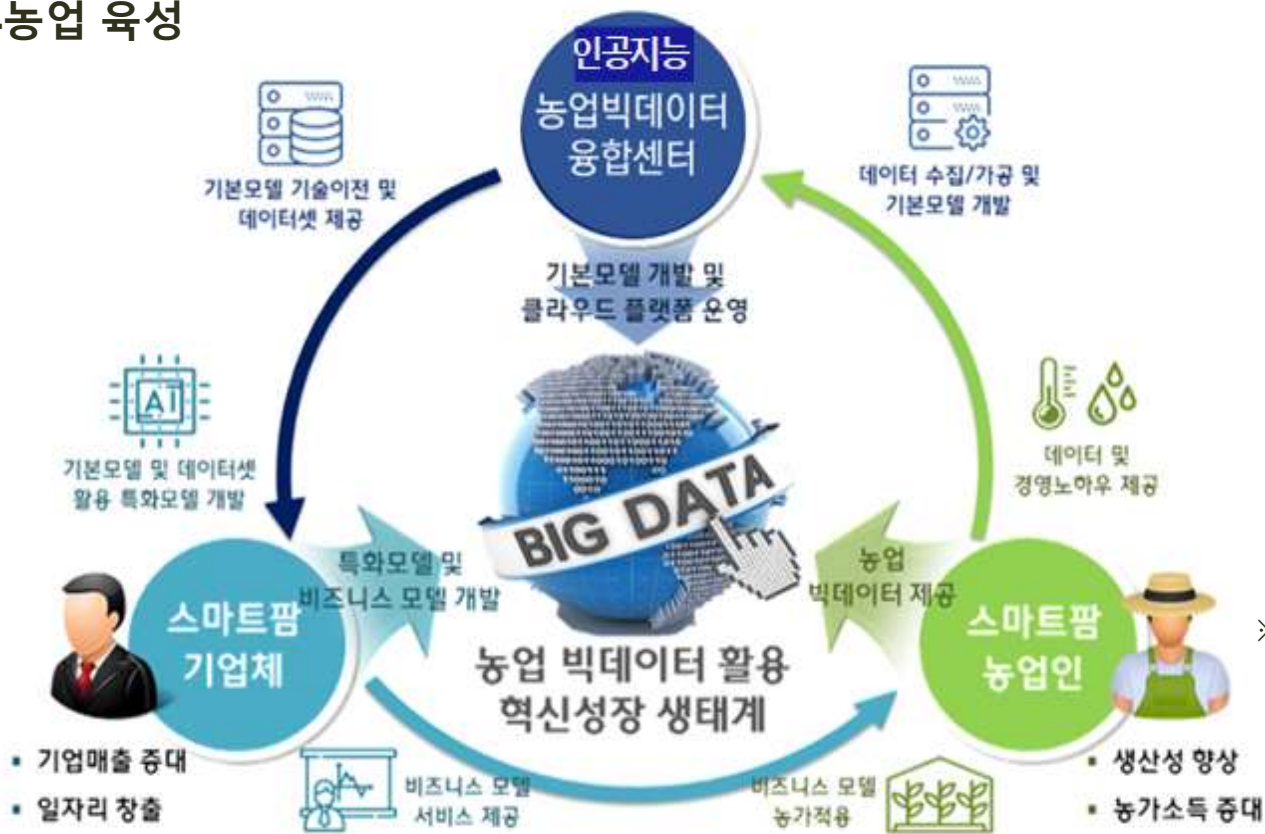 농업 육성
인공지능
농업빅데이터
융합센터
기본모델 기술이전 및
데이터셋 제공
데이터 수집/가공 및
기본모델 개발
기본모델 개발 및
클라우드 플랫폼 운영
AI
기본모델 및 데이터셋
활용 특화모델 개발
데이터 및
경영노하우 제공
BIG DATA
특화모델 및
비즈니스 모델 개발
농업
빅데이터 제공
스마트팜
기업체
스마트팜
농업인
※
농업 빅데이터 활용
혁신성장 생태계
▪ 기업매출 증대
▪ 일자리 창출
비즈니스 모델
서비스 제공
비즈니스 모델
농가적용
▪ 생산성 향상
▪ 농가소득 증대